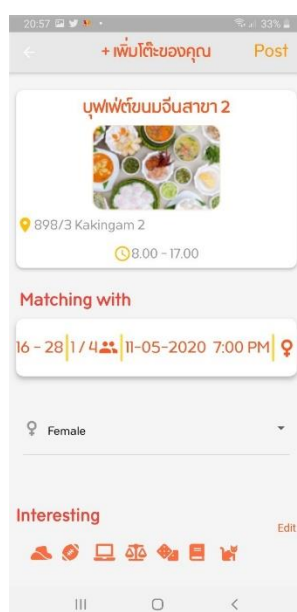 20:57 33%
+ เพิ่มโต๊ะของคุณ Post
บุฟเฟ่ต์ขนมจีนสาขา 2
898/3 Kakingam 2
8.00 - 17.00
Matching with
16 - 28 1 / 4 11-05-2020 7:00 PM
Female
Interesting
Edit